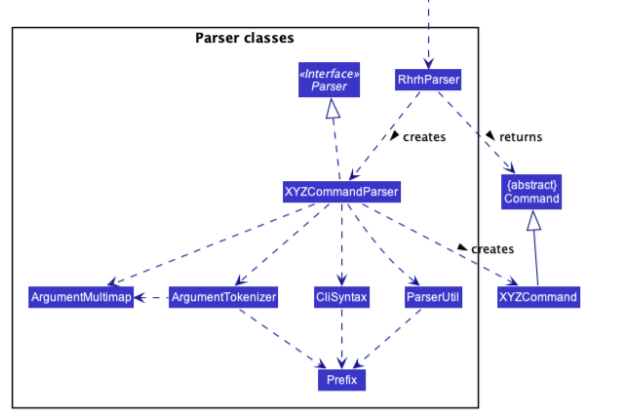 Parser classes
«Interface»
Parser
RhrhParser
creates
returns
XYZCommandParser
{abstract}
Command
creates
ArgumentMultimap
ArgumentTokenizer
CliSyntax
ParserUtil
XYZCommand
Prefix